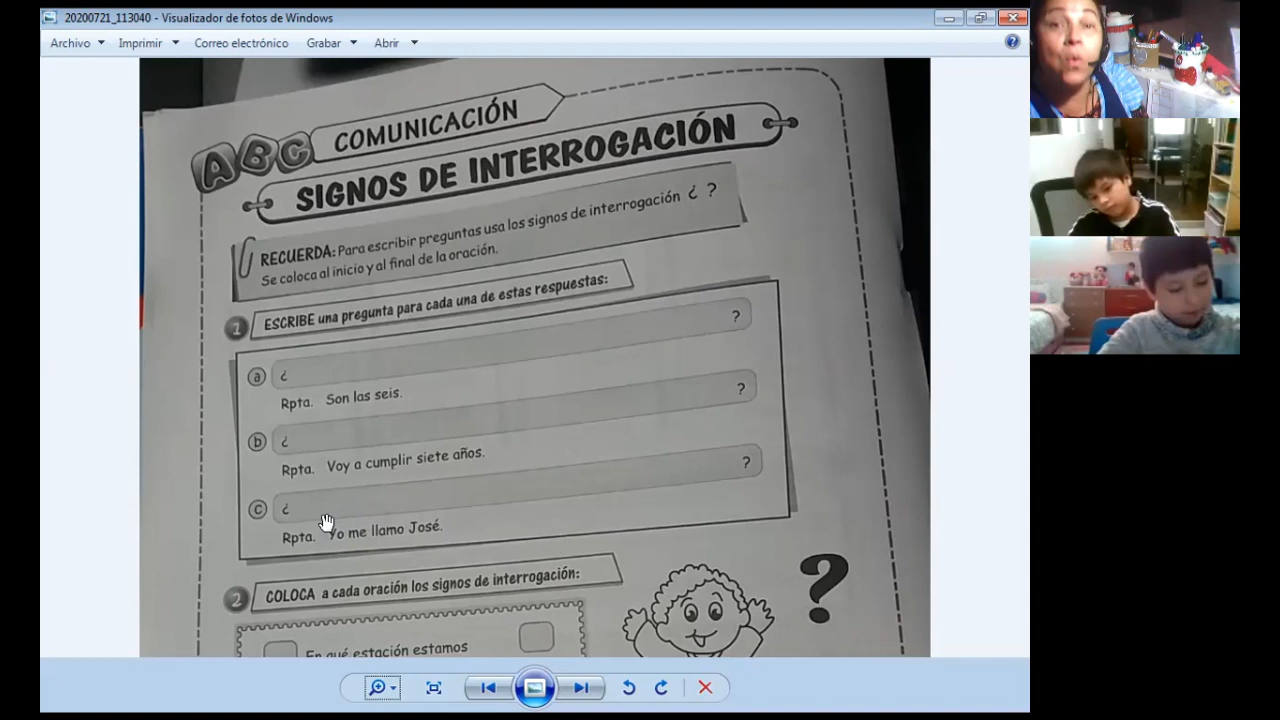 20200721_113040 - Visualizador de fotos de Windows
Archivo Imprimir Correo electrónico Grabar Abrir
ABC COMUNICACIÓN
SIGNOS DE INTERROGACIÓN
RECUERDA: Para escribir preguntas usa los signos de interrogación ¿ ?
Se coloca al inicio y al final de la oración.
1 ESCRIBE una pregunta para cada una de estas respuestas:
a ¿ ?
Rpta. Son las seis.
b ¿ ?
Rpta. Voy a cumplir siete años.
c ¿ ?
Rpta. Yo me llamo José.
2 COLOCA a cada oración los signos de interrogación:
?
En qué estación estamos